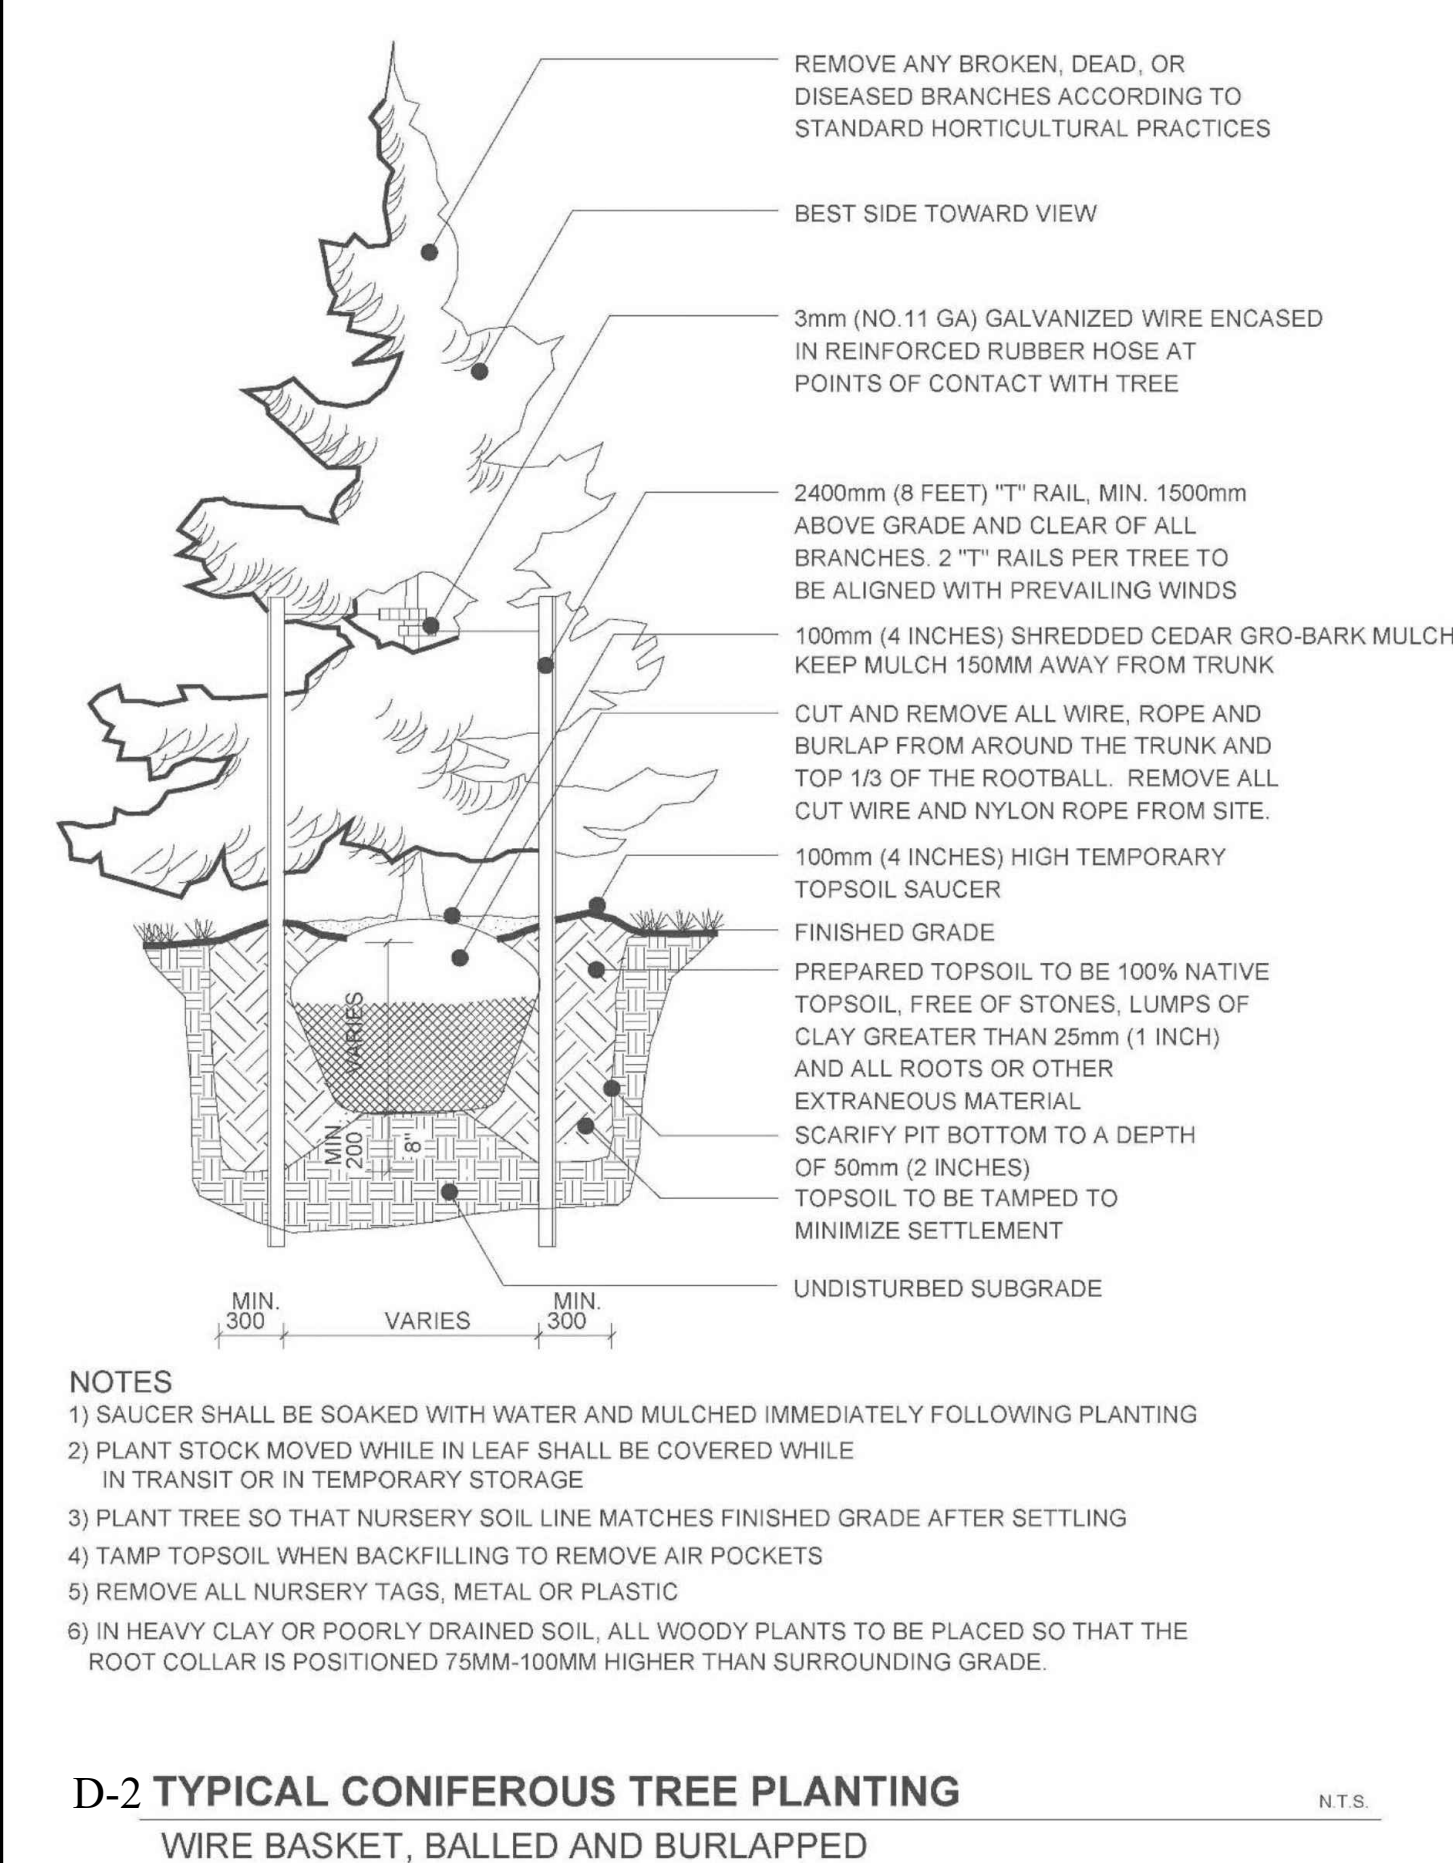 REMOVE ANY BROKEN, DEAD, OR
DISEASED BRANCHES ACCORDING TO
STANDARD HORTICULTURAL PRACTICES
BEST SIDE TOWARD VIEW
3mm (NO.11 GA) GALVANIZED WIRE ENCASED
IN REINFORCED RUBBER HOSE AT
POINTS OF CONTACT WITH TREE
2400mm (8 FEET) "T" RAIL, MIN. 1500mm
ABOVE GRADE AND CLEAR OF ALL
BRANCHES. 2 "T" RAILS PER TREE TO
BE ALIGNED WITH PREVAILING WINDS
100mm (4 INCHES) SHREDDED CEDAR GRO-BARK MULCH
KEEP MULCH 150MM AWAY FROM TRUNK
CUT AND REMOVE ALL WIRE, ROPE AND
BURLAP FROM AROUND THE TRUNK AND
TOP 1/3 OF THE ROOTBALL. REMOVE ALL
CUT WIRE AND NYLON ROPE FROM SITE.
100mm (4 INCHES) HIGH TEMPORARY
TOPSOIL SAUCER
FINISHED GRADE
PREPARED TOPSOIL TO BE 100% NATIVE
TOPSOIL, FREE OF STONES, LUMPS OF
CLAY GREATER THAN 25mm (1 INCH)
AND ALL ROOTS OR OTHER
EXTRANEOUS MATERIAL
SCARIFY PIT BOTTOM TO A DEPTH
OF 50mm (2 INCHES)
TOPSOIL TO BE TAMPED TO
MINIMIZE SETTLEMENT
UNDISTURBED SUBGRADE
VARIES
MIN.
200
8"
MIN.
300
VARIES
MIN.
300
NOTES
1) SAUCER SHALL BE SOAKED WITH WATER AND MULCHED IMMEDIATELY FOLLOWING PLANTING
2) PLANT STOCK MOVED WHILE IN LEAF SHALL BE COVERED WHILE
IN TRANSIT OR IN TEMPORARY STORAGE
3) PLANT TREE SO THAT NURSERY SOIL LINE MATCHES FINISHED GRADE AFTER SETTLING
4) TAMP TOPSOIL WHEN BACKFILLING TO REMOVE AIR POCKETS
5) REMOVE ALL NURSERY TAGS, METAL OR PLASTIC
6) IN HEAVY CLAY OR POORLY DRAINED SOIL, ALL WOODY PLANTS TO BE PLACED SO THAT THE
ROOT COLLAR IS POSITIONED 75MM-100MM HIGHER THAN SURROUNDING GRADE.
D-2 TYPICAL CONIFEROUS TREE PLANTING
N.T.S.
WIRE BASKET, BALLED AND BURLAPPED